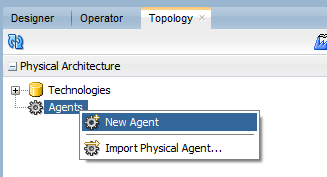 Designer Operator Topology
Physical Architecture
Technologies
Agents
New Agent
Import Physical Agent...